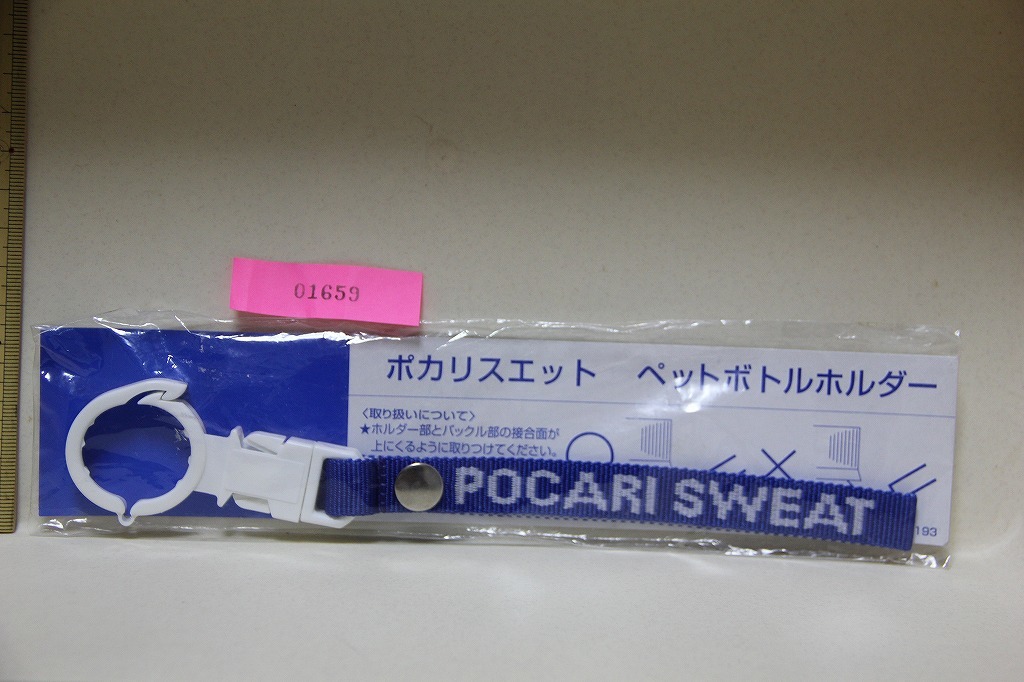 01659
ポカリスエット ペットボトルホルダー
〈取り扱いについて〉
★ホルダー部とバックル部の接合面が
上にくるように取りつけてください。
POCARI SWEAT
193